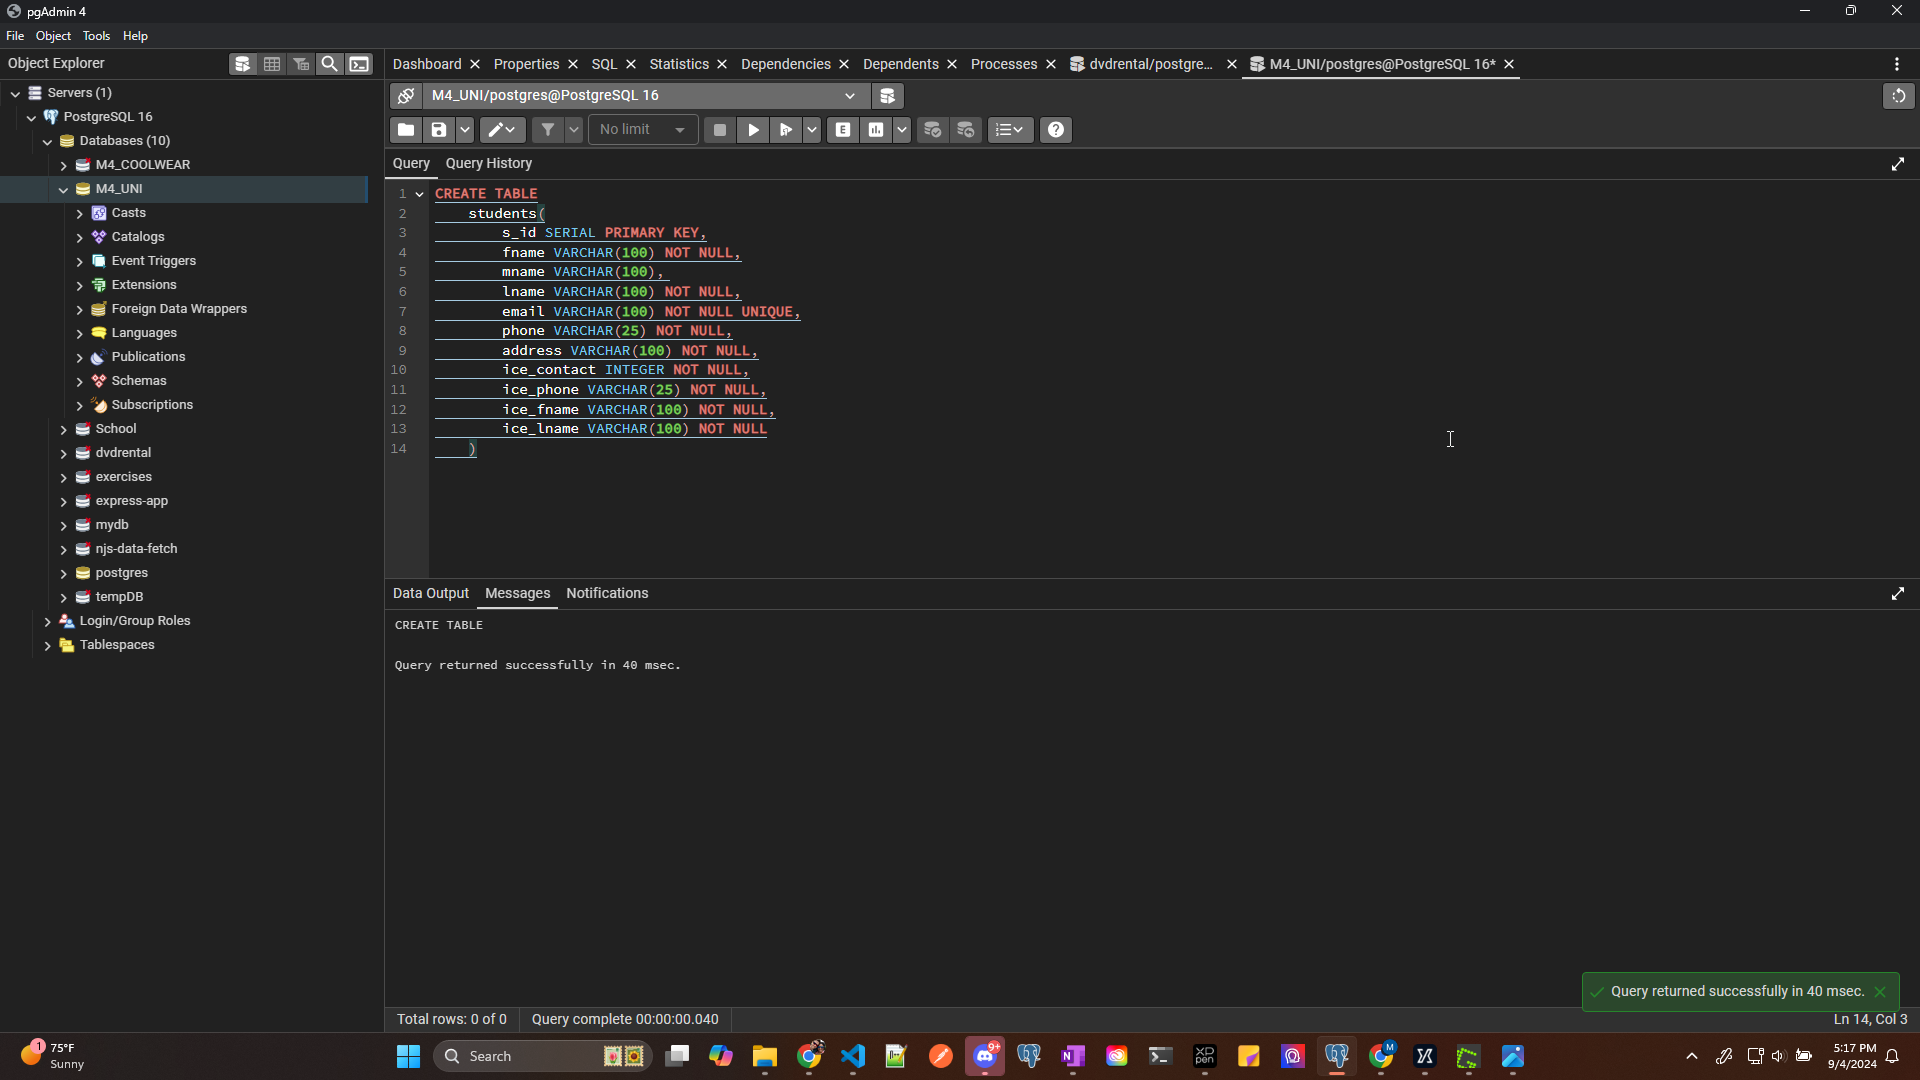 pgAdmin 4
File Object Tools Help
Object Explorer
Dashboard Properties SQL Statistics Dependencies Dependents Processes dvdrental/postgre... M4_UNI/postgres@PostgreSQL 16*
Servers (1)
PostgreSQL 16
Databases (10)
M4_COOLWEAR
M4_UNI
Casts
Catalogs
Event Triggers
Extensions
Foreign Data Wrappers
Languages
Publications
Schemas
Subscriptions
School
dvdrental
exercises
express-app
mydb
njs-data-fetch
postgres
tempDB
Login/Group Roles
Tablespaces
M4_UNI/postgres@PostgreSQL 16
No limit
E
Query Query History
1 CREATE TABLE
2 students(
3 s_id SERIAL PRIMARY KEY,
4 fname VARCHAR(100) NOT NULL,
5 mname VARCHAR(100),
6 lname VARCHAR(100) NOT NULL,
7 email VARCHAR(100) NOT NULL UNIQUE,
8 phone VARCHAR(25) NOT NULL,
9 address VARCHAR(100) NOT NULL,
10 ice_contact INTEGER NOT NULL,
11 ice_phone VARCHAR(25) NOT NULL,
12 ice_fname VARCHAR(100) NOT NULL,
13 ice_lname VARCHAR(100) NOT NULL
14 )
Data Output Messages Notifications
CREATE TABLE
Query returned successfully in 40 msec.
Query returned successfully in 40 msec.
Total rows: 0 of 0 Query complete 00:00:00.040 Ln 14, Col 3
1
75°F
Sunny
Search
9+
xp
pen
M
5:17 PM
9/4/2024